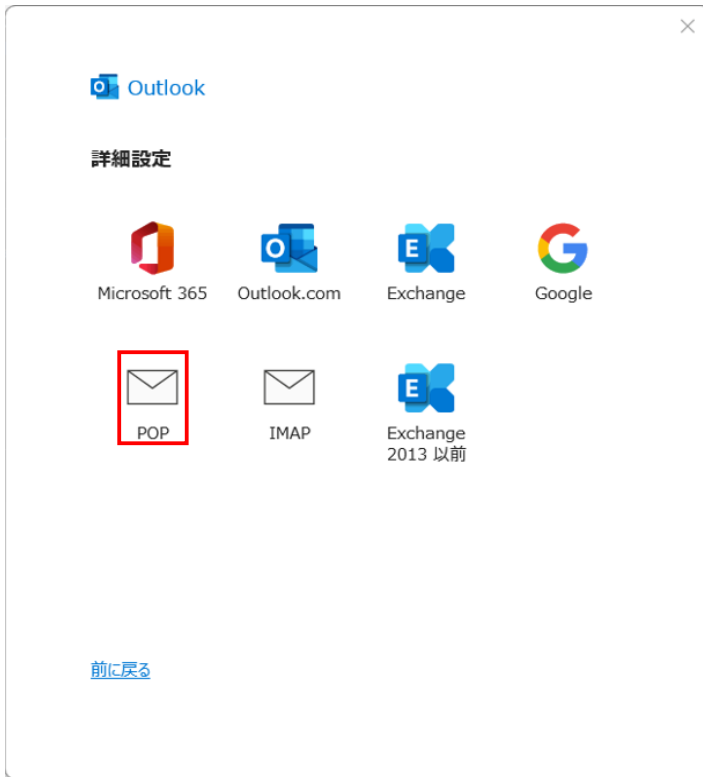 Outlook
詳細設定
Microsoft 365
Outlook.com
Exchange
Google
POP
IMAP
Exchange
2013 以前
前に戻る